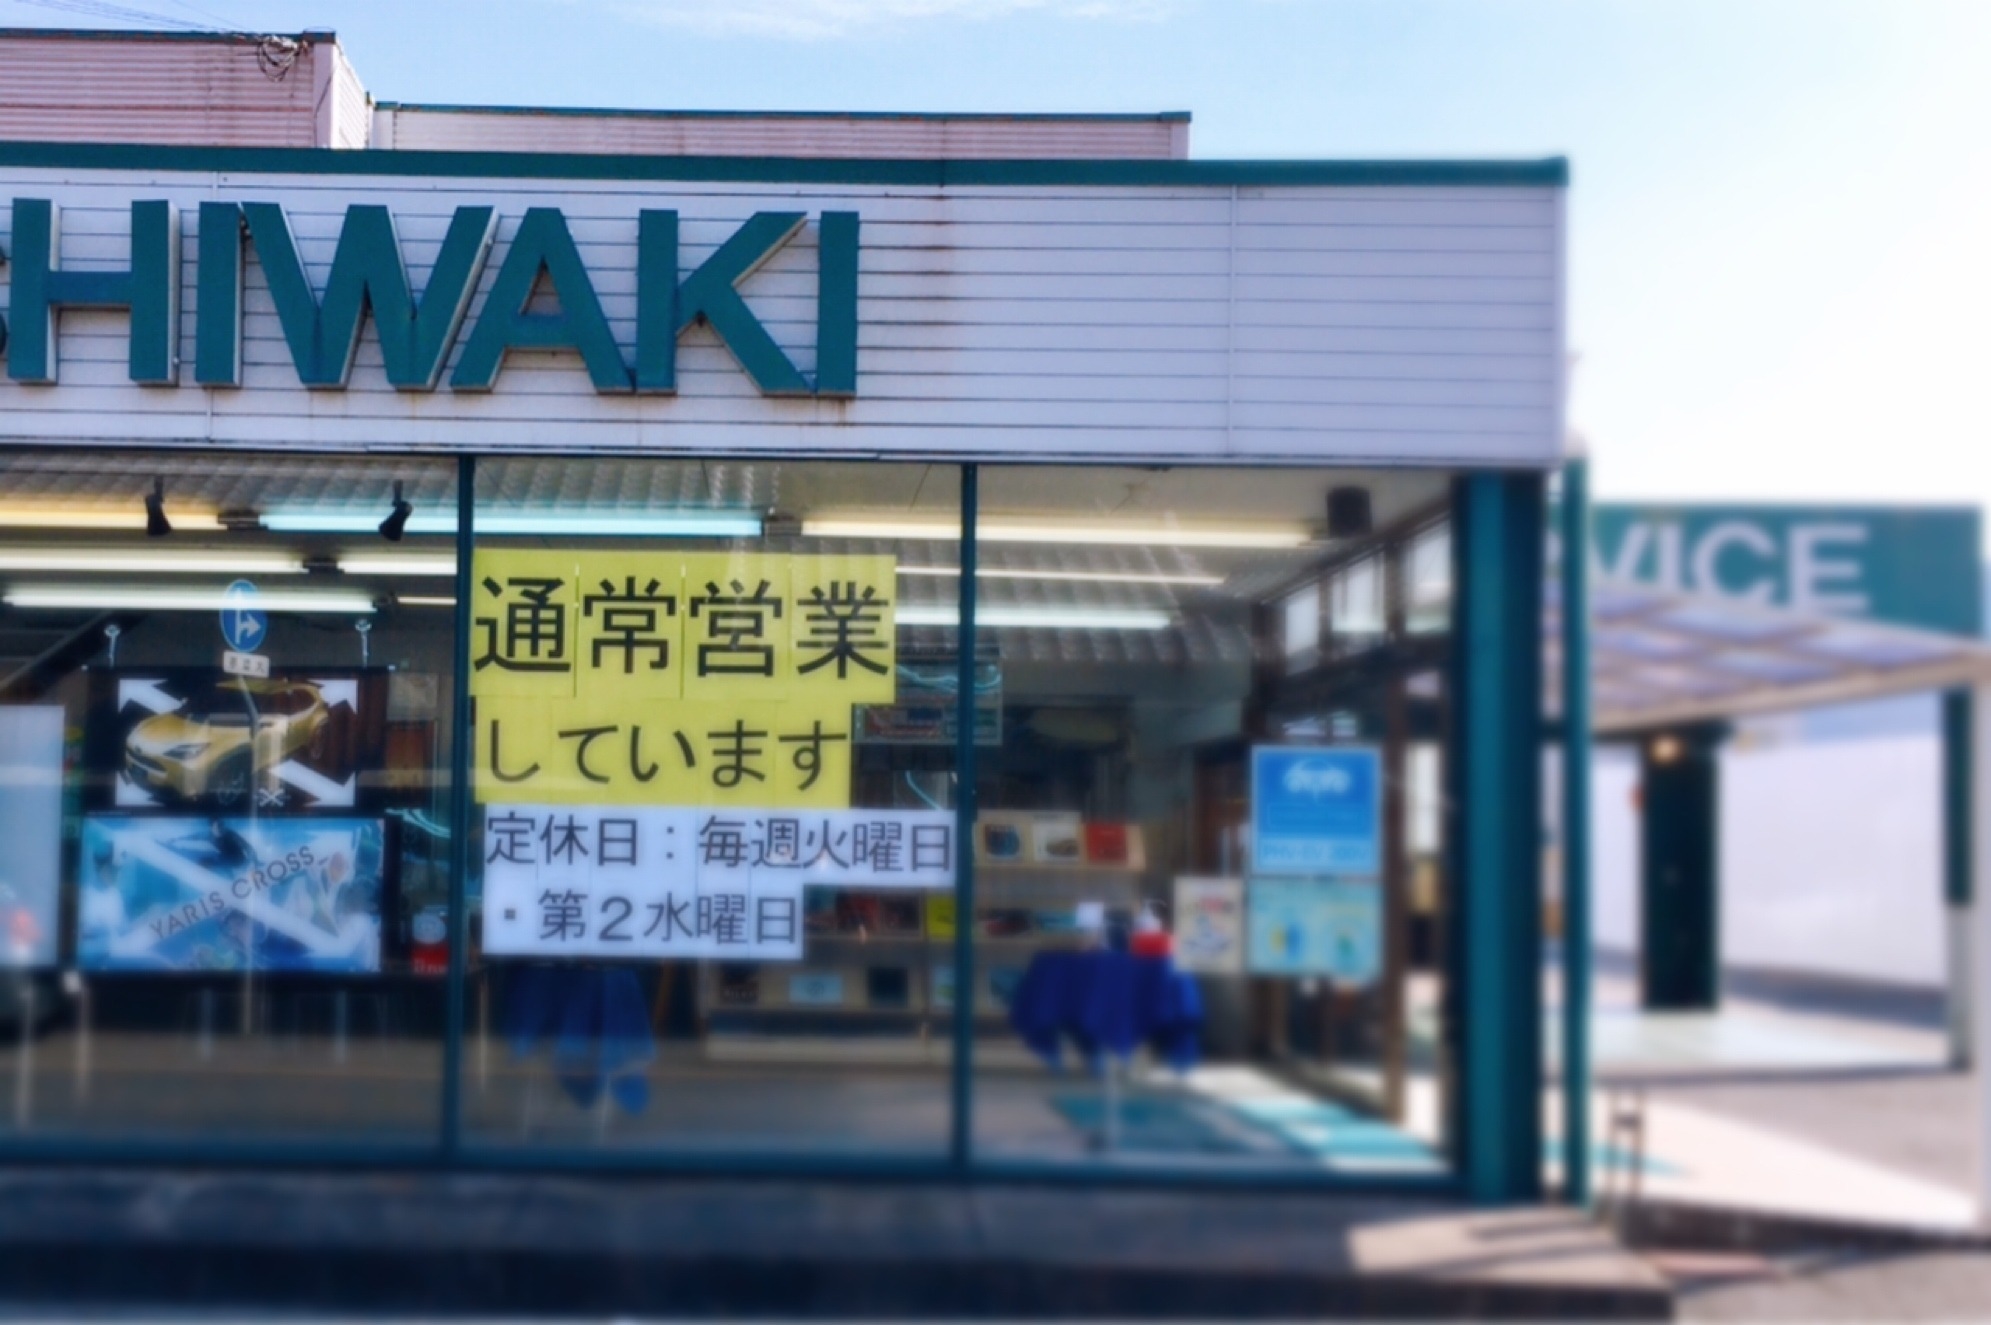 SHIWAKI
VICE
通常営業
しています
定休日：毎週火曜日
・第２水曜日
YARIS CROSS